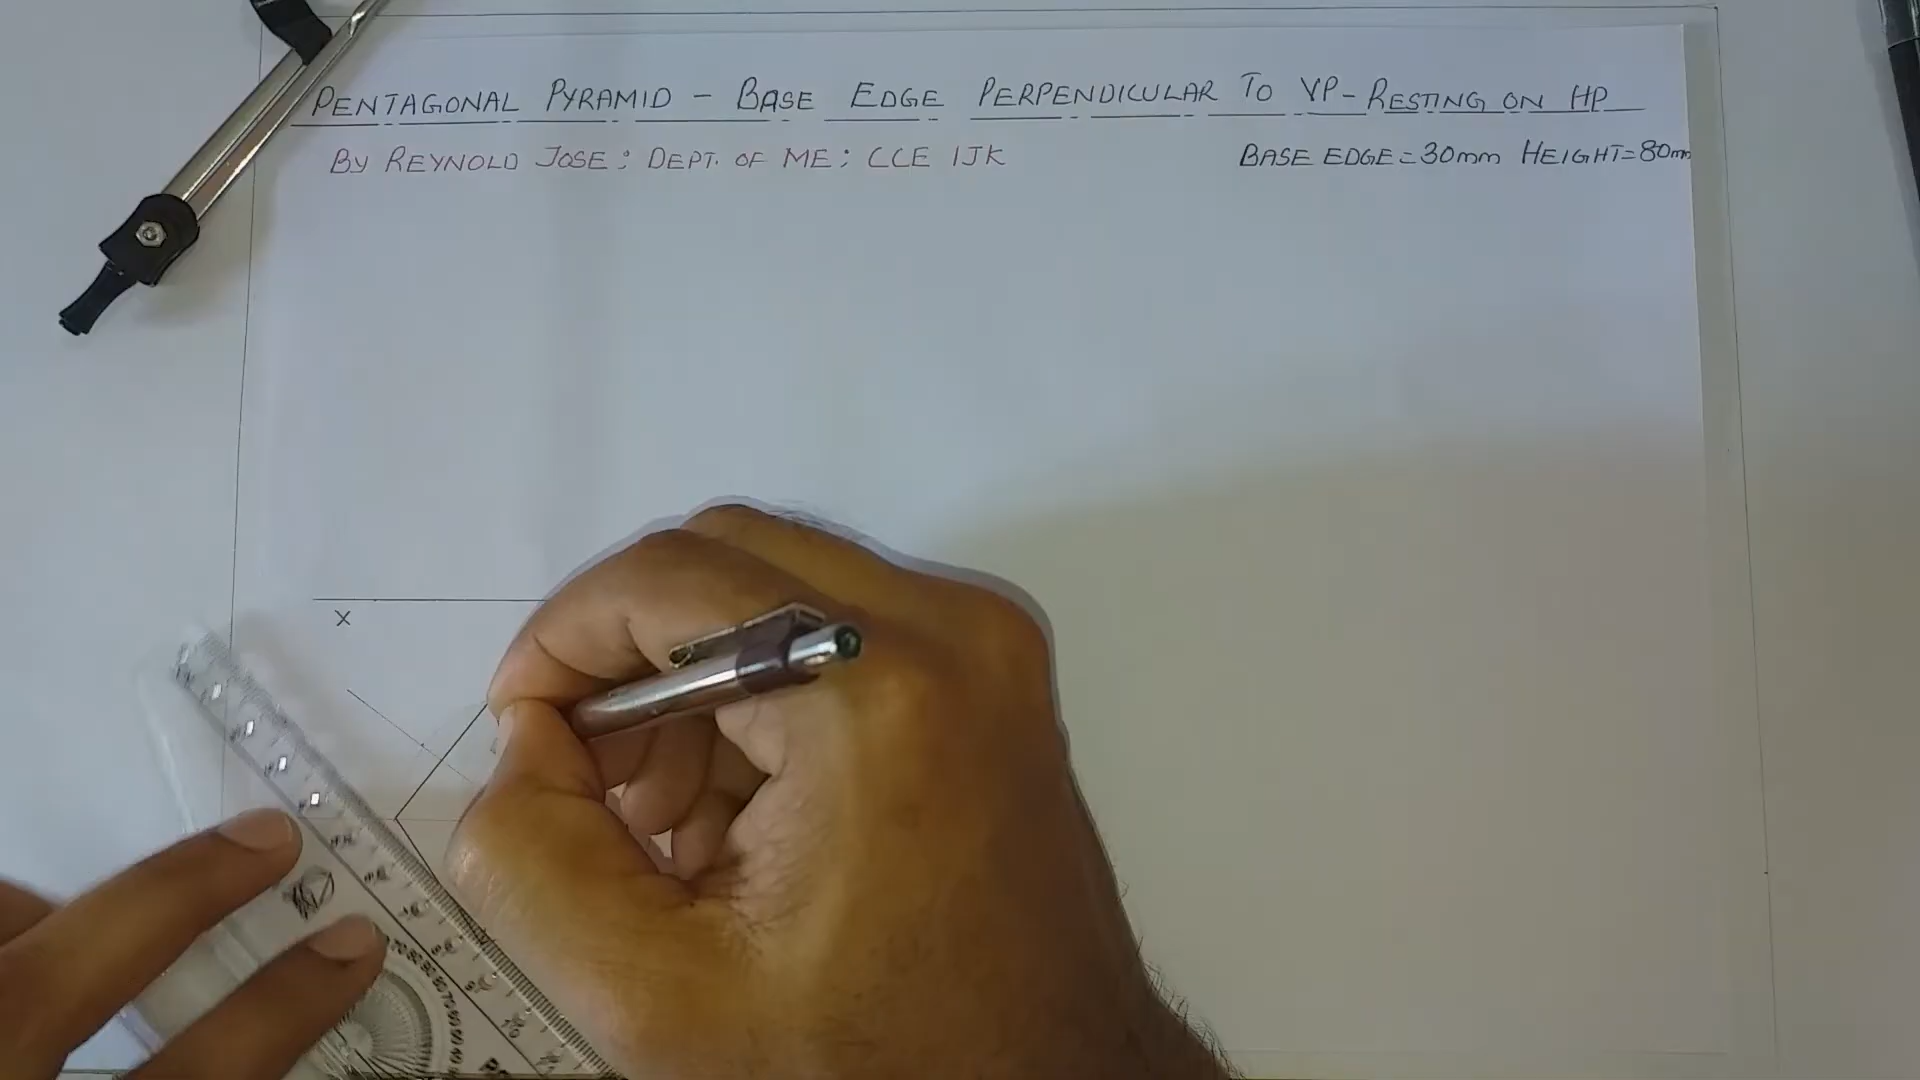 PENTAGONAL PYRAMID - BASE EDGE PERPENDICULAR TO VP - RESTING ON HP
BY REYNOLD JOSE; DEPT. OF ME; CCE IJK
BASE EDGE = 30mm HEIGHT = 80mm
X